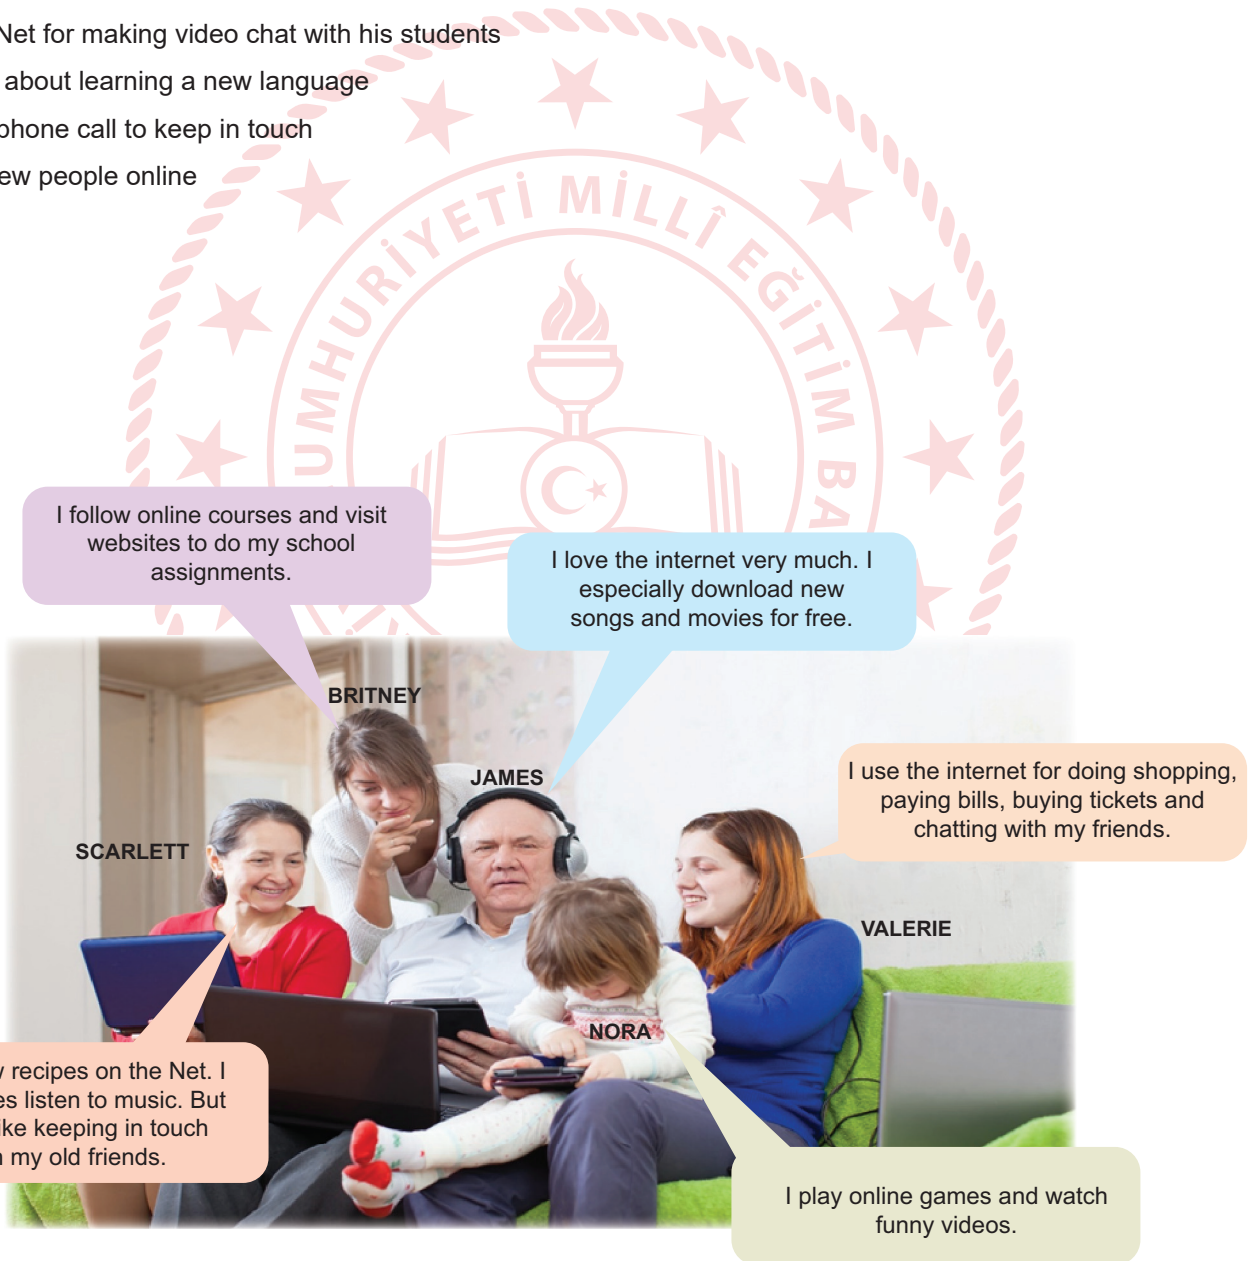 Net for making video chat with his students
about learning a new language
phone call to keep in touch
ew people online
UMHURİYETİ MİLLÎ EĞİTİM BA
I follow online courses and visit
websites to do my school
assignments.
I love the internet very much. I
especially download new
songs and movies for free.
BRITNEY
JAMES
I use the internet for doing shopping,
paying bills, buying tickets and
chatting with my friends.
SCARLETT
VALERIE
NORA
recipes on the Net. I
es listen to music. But
ike keeping in touch
my old friends.
I play online games and watch
funny videos.